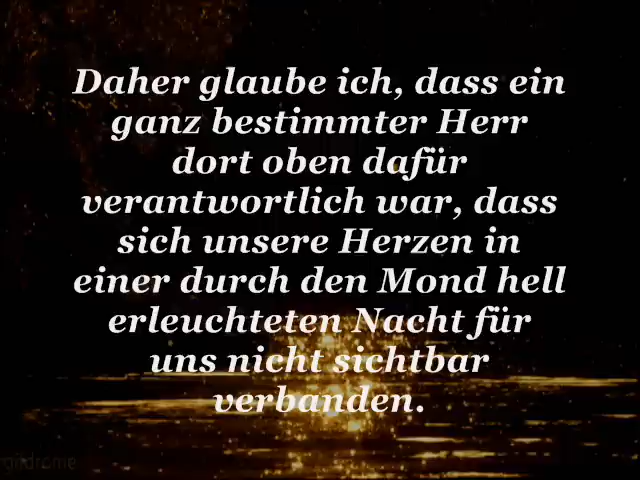 Daher glaube ich, dass ein
ganz bestimmter Herr
dort oben dafür
verantwortlich war, dass
sich unsere Herzen in
einer durch den Mond hell
erleuchteten Nacht für
uns nicht sichtbar
verbanden.